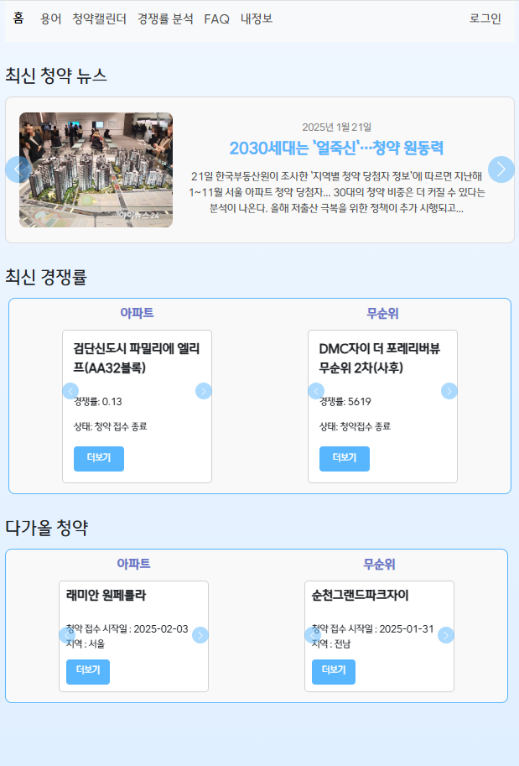 홈 용어 청약캘린더 경쟁률 분석 FAQ 내정보 로그인
최신 청약 뉴스
2025년 1월 21일
2030세대는 '얼죽신'…청약 원동력
21일 한국부동산원이 조사한 '지역별 청약 당첨자 정보'에 따르면 지난해
1~11월 서울 아파트 청약 당첨자... 30대의 청약 비중은 더 커질 수 있다는
분석이 나온다. 올해 저출산 극복을 위한 정책이 추가 시행되고...
최신 경쟁률
아파트
검단신도시 파밀리에 엘리
프(AA32블록)
경쟁률: 0.13
상태: 청약 접수 종료
더보기
무순위
DMC자이 더 포레리버뷰
무순위 2차(사후)
경쟁률: 5619
상태: 청약접수 종료
더보기
다가올 청약
아파트
래미안 원페를라
청약 접수 시작일 : 2025-02-03
지역 : 서울
더보기
무순위
순천그랜드파크자이
청약 접수 시작일 : 2025-01-31
지역 : 전남
더보기